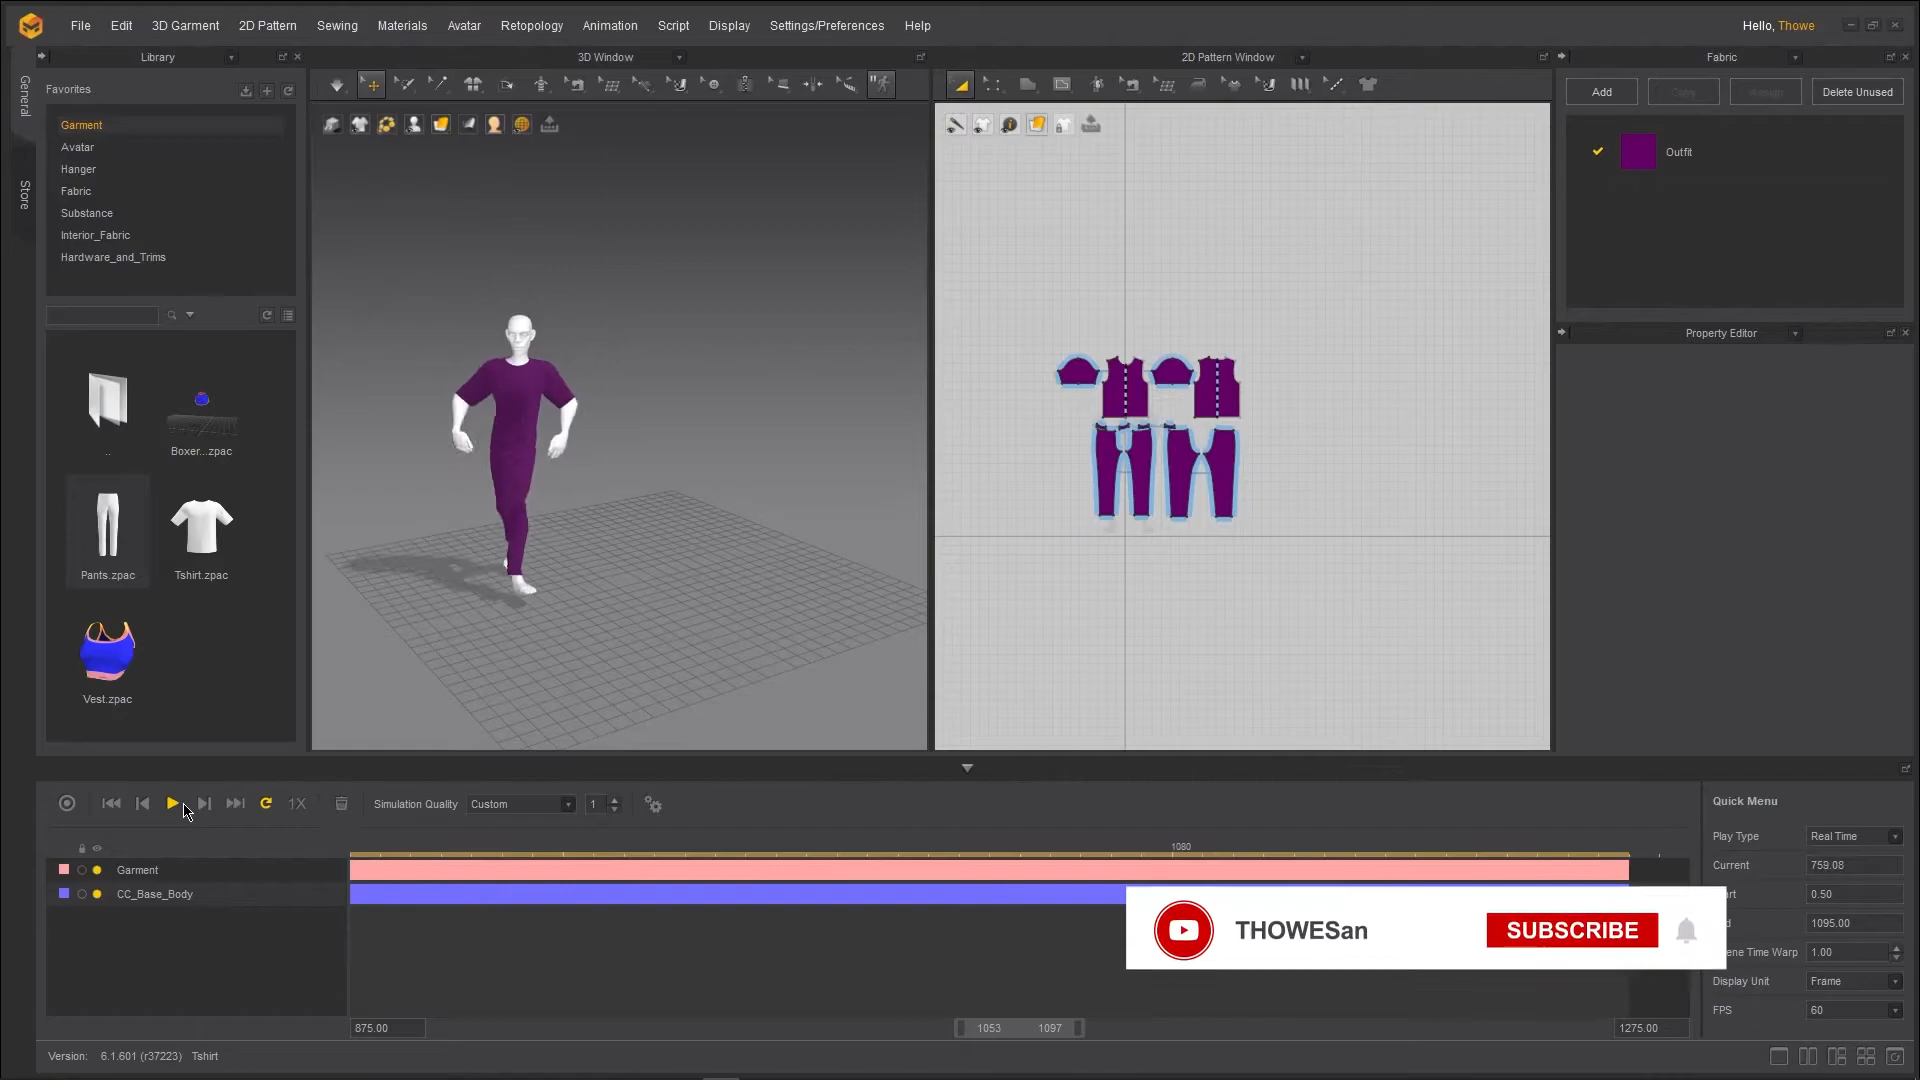 File Edit 3D Garment 2D Pattern Sewing Materials Avatar Retopology Animation Script Display Settings/Preferences Help
Hello, Thowe
Library
3D Window
2D Pattern Window
Fabric
General
Store
Favorites
Garment
Avatar
Hanger
Fabric
Substance
Interior_Fabric
Hardware_and_Trims
..
Boxer...zpac
Pants.zpac
Tshirt.zpac
Vest.zpac
Add Copy Assign Delete Unused
Outfit
Property Editor
1X
Simulation Quality Custom 1
1080
Garment
CC_Base_Body
875.00
1053 1097
1275.00
Quick Menu
Play Type Real Time
Current 759.08
0.50
1095.00
Time Warp 1.00
Display Unit Frame
FPS 60
THOWESan
SUBSCRIBE
Version: 6.1.601 (r37223) Tshirt